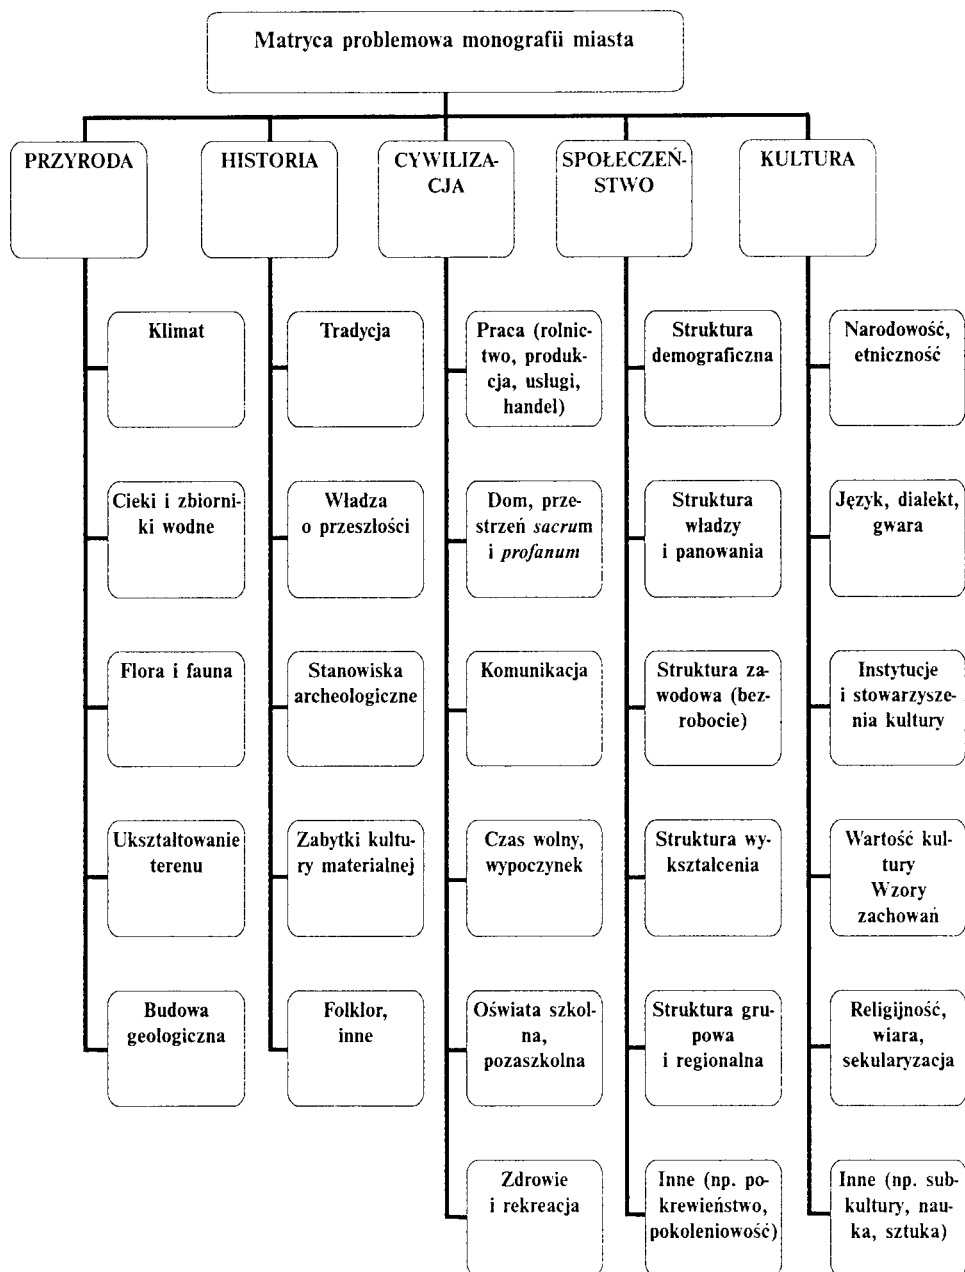 Matryca problemowa monografii miasta
PRZYRODA
HISTORIA
CYWILIZA-
CJA
SPOŁECZEŃ-
STWO
KULTURA
Klimat
Cieki i zbiorni-
ki wodne
Flora i fauna
Ukształtowanie
terenu
Budowa
geologiczna
Tradycja
Władza
o przeszłości
Stanowiska
archeologiczne
Zabytki kultu-
ry materialnej
Folklor,
inne
Praca (rolnic-
two, produk-
cja, usługi,
handel)
Dom, prze-
strzeń sacrum
i profanum
Komunikacja
Czas wolny,
wypoczynek
Oświata szkol-
na,
pozaszkolna
Zdrowie
i rekreacja
Struktura
demograficzna
Struktura
władzy
i panowania
Struktura za-
wodowa (bez-
robocie)
Struktura wy-
kształcenia
Struktura gru-
powa
i regionalna
Inne (np. po-
krewieństwo,
pokoleniowość)
Narodowość,
etniczność
Język, dialekt,
gwara
Instytucje
i stowarzysze-
nia kultury
Wartość kul-
tury
Wzory
zachowań
Religijność,
wiara,
sekularyzacja
Inne (np. sub-
kultury, nau-
ka, sztuka)